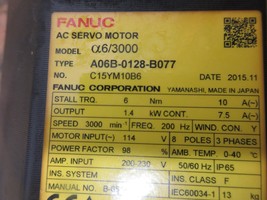 FANUC
AC SERVO MOTOR
MODEL α6/3000
TYPE A06B-0128-B077
NO. C15YM10B6 DATE 2015.11
FANUC CORPORATION YAMANASHI, MADE IN JAPAN
STALL TRQ. 6 Nm 10 A(~)
OUTPUT 1.4 kW CONT. 7.5 A(~)
SPEED 3000 min⁻¹ FREQ. 200 Hz WIND. CON. Y
MOTOR INPUT 114 V(~) 8 POLES 3 PHASES
POWER FACTOR 98 % AMB. TEMP. 0-40 °C
AMP. INPUT 200-230 V 50/60 Hz IP65
INS. SYSTEM INS. CLASS F
MANUAL NO. IEC60034-1 13 kg